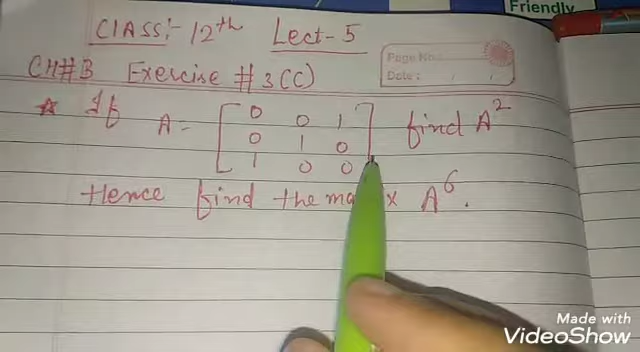 Friendly
CLASS:- 12th Lect-5
Page No.
Date : / /
CH#3 Exercise #3(C)
* If A = [ 0 0 1 find A²
0 1 0
1 0 0 ]
Hence find the A⁶.
Made with
VideoShow